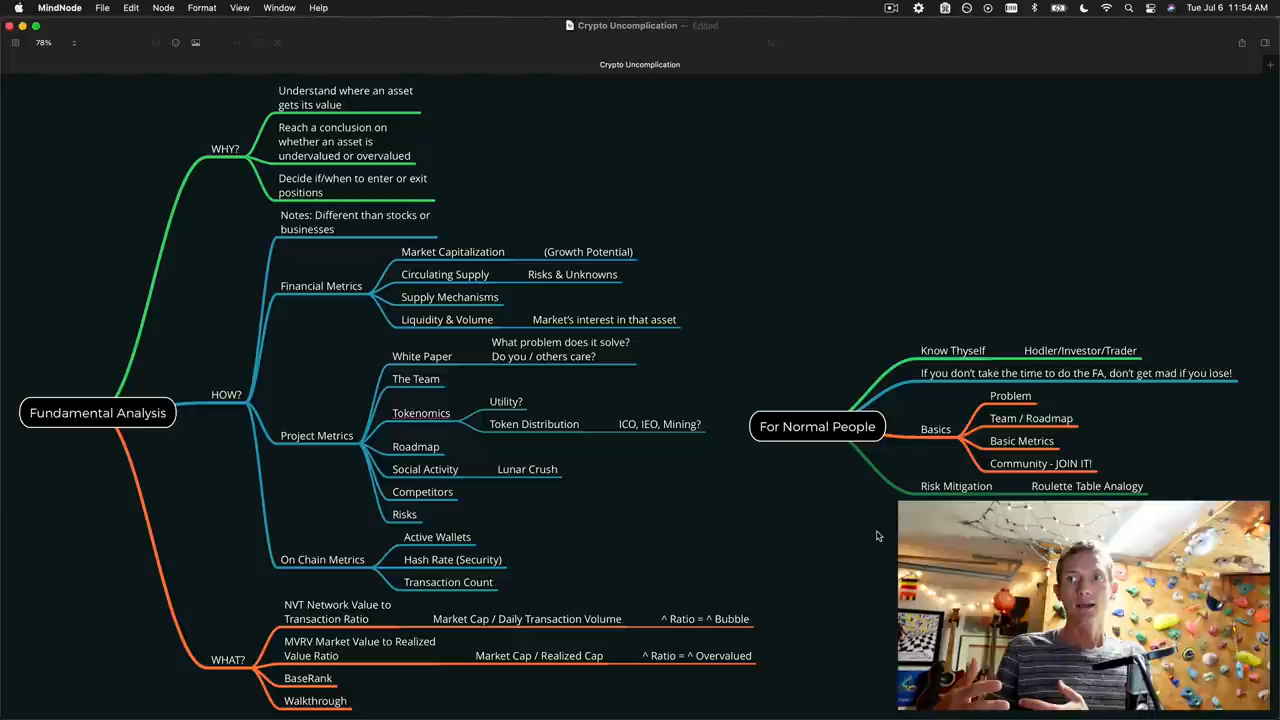 MindNode File Edit Node Format View Window Help Tue Jul 6 11:54 AM
Crypto Uncomplication — Edited
78%
Crypto Uncomplication
Fundamental Analysis
WHY?
Understand where an asset
gets its value
Reach a conclusion on
whether an asset is
undervalued or overvalued
Decide if/when to enter or exit
positions
HOW?
Notes: Different than stocks or
businesses
Financial Metrics
Market Capitalization (Growth Potential)
Circulating Supply Risks & Unknowns
Supply Mechanisms
Liquidity & Volume Market's interest in that asset
Project Metrics
White Paper
What problem does it solve?
Do you / others care?
The Team
Tokenomics
Utility?
Token Distribution ICO, IEO, Mining?
Roadmap
Social Activity Lunar Crush
Competitors
Risks
On Chain Metrics
Active Wallets
Hash Rate (Security)
Transaction Count
WHAT?
NVT Network Value to
Transaction Ratio
Market Cap / Daily Transaction Volume ^ Ratio = ^ Bubble
MVRV Market Value to Realized
Value Ratio
Market Cap / Realized Cap ^ Ratio = ^ Overvalued
BaseRank
Walkthrough
For Normal People
Know Thyself Hodler/Investor/Trader
If you don't take the time to do the FA, don't get mad if you lose!
Basics
Problem
Team / Roadmap
Basic Metrics
Community - JOIN IT!
Risk Mitigation Roulette Table Analogy